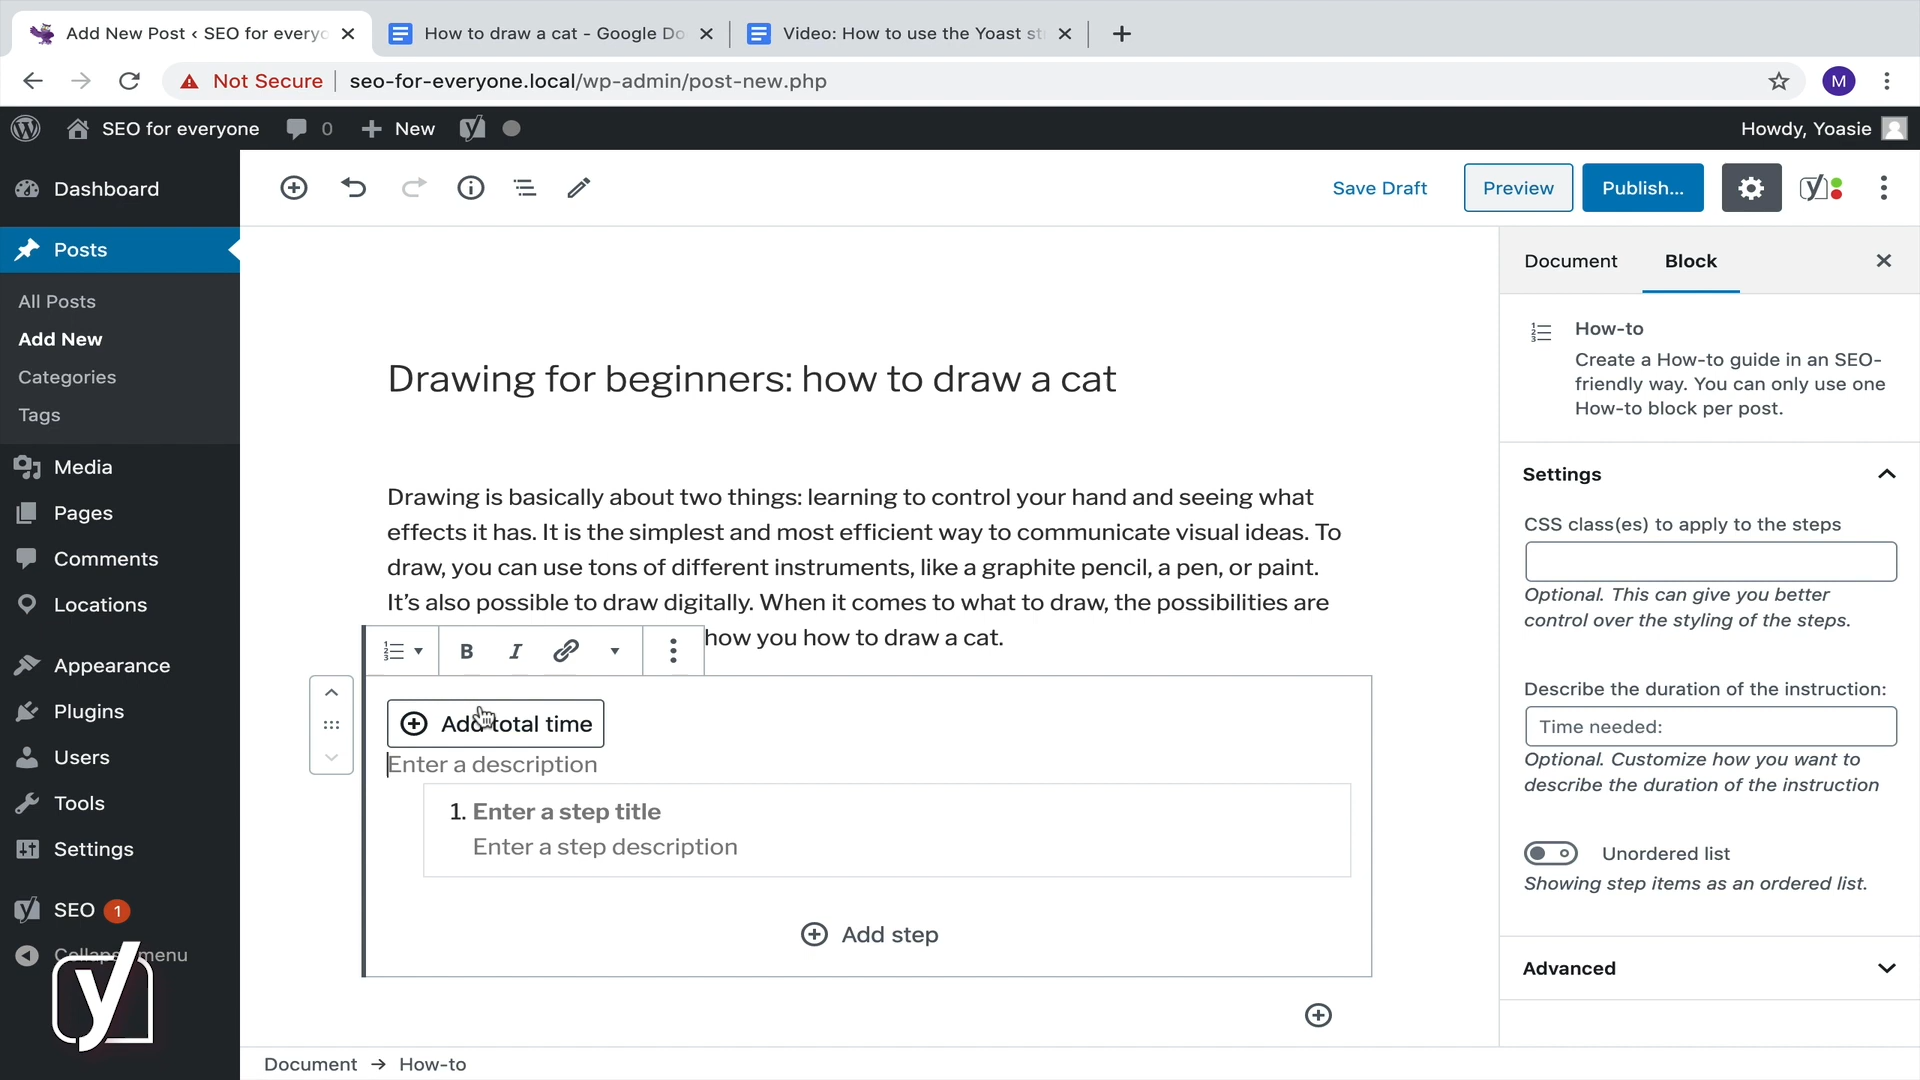 Add New Post ‹ SEO for everyo
How to draw a cat - Google Do
Video: How to use the Yoast st
Not Secure
seo-for-everyone.local/wp-admin/post-new.php
M
SEO for everyone
0
New
Howdy, Yoasie
Dashboard
Posts
All Posts
Add New
Categories
Tags
Media
Pages
Comments
Locations
Appearance
Plugins
Users
Tools
Settings
SEO 1
Collapse menu
Save Draft
Preview
Publish...
Drawing for beginners: how to draw a cat
Drawing is basically about two things: learning to control your hand and seeing what
effects it has. It is the simplest and most efficient way to communicate visual ideas. To
draw, you can use tons of different instruments, like a graphite pencil, a pen, or paint.
It’s also possible to draw digitally. When it comes to what to draw, the possibilities are
how you how to draw a cat.
B I
Add total time
Enter a description
1. Enter a step title
Enter a step description
Add step
Document → How-to
Document
Block
How-to
Create a How-to guide in an SEO-
friendly way. You can only use one
How-to block per post.
Settings
CSS class(es) to apply to the steps
Optional. This can give you better
control over the styling of the steps.
Describe the duration of the instruction:
Time needed:
Optional. Customize how you want to
describe the duration of the instruction
Unordered list
Showing step items as an ordered list.
Advanced